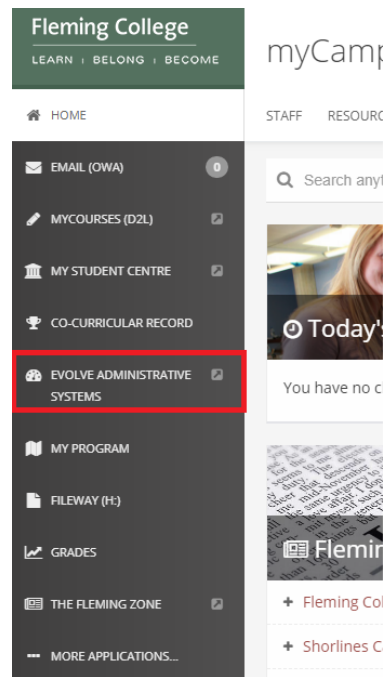 Fleming College
LEARN | BELONG | BECOME
myCamp
HOME
STAFF RESOURC
EMAIL (OWA) 0
Search anyt
MYCOURSES (D2L)
MY STUDENT CENTRE
CO-CURRICULAR RECORD
Today's
EVOLVE ADMINISTRATIVE
SYSTEMS
You have no c
MY PROGRAM
FILEWAY (H:)
GRADES
Flemin
THE FLEMING ZONE
+ Fleming Col
MORE APPLICATIONS...
+ Shorlines Ca